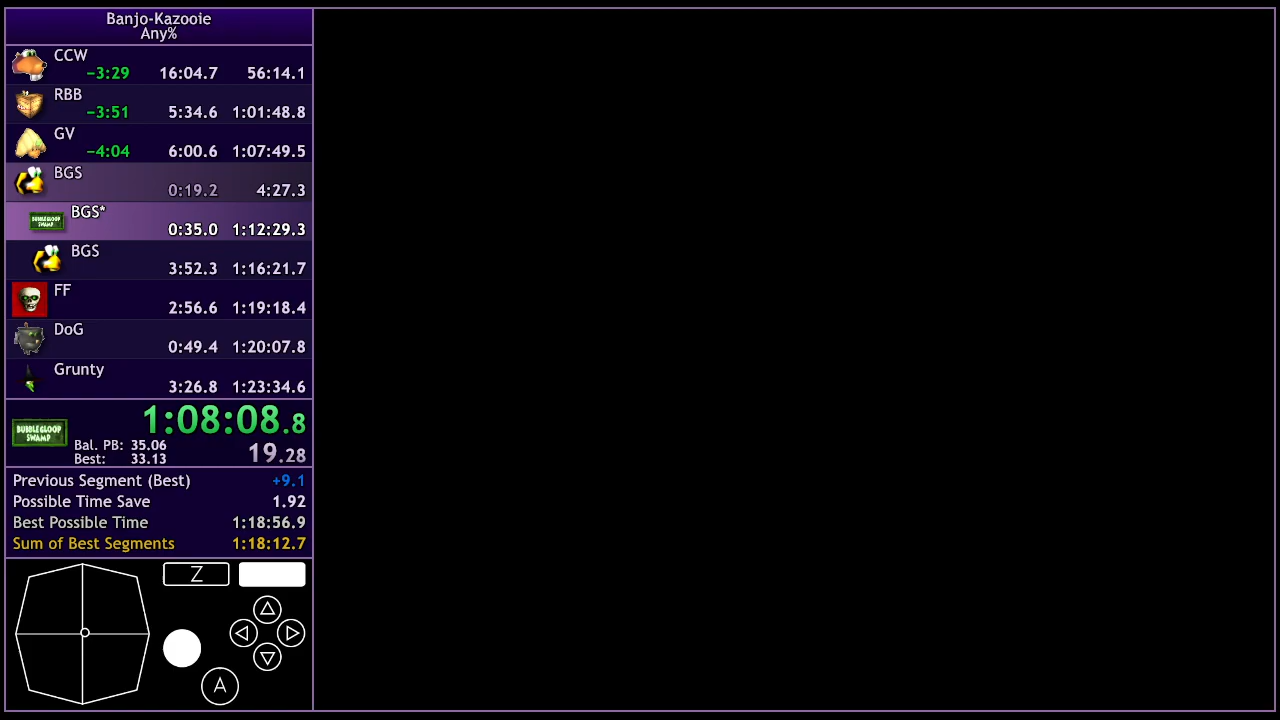 Banjo-Kazooie
Any%
CCW
−3:29 16:04.7 56:14.1
RBB
−3:51 5:34.6 1:01:48.8
GV
−4:04 6:00.6 1:07:49.5
BGS
0:19.2 4:27.3
BGS*
BUBBLEGLOOP SWAMP
0:35.0 1:12:29.3
BGS
3:52.3 1:16:21.7
FF
2:56.6 1:19:18.4
DoG
0:49.4 1:20:07.8
Grunty
3:26.8 1:23:34.6
1:08:08.8
BUBBLEGLOOP
SWAMP
Bal. PB: 35.06
Best: 33.13
19.28
Previous Segment (Best) +9.1
Possible Time Save 1.92
Best Possible Time 1:18:56.9
Sum of Best Segments 1:18:12.7
Z
A